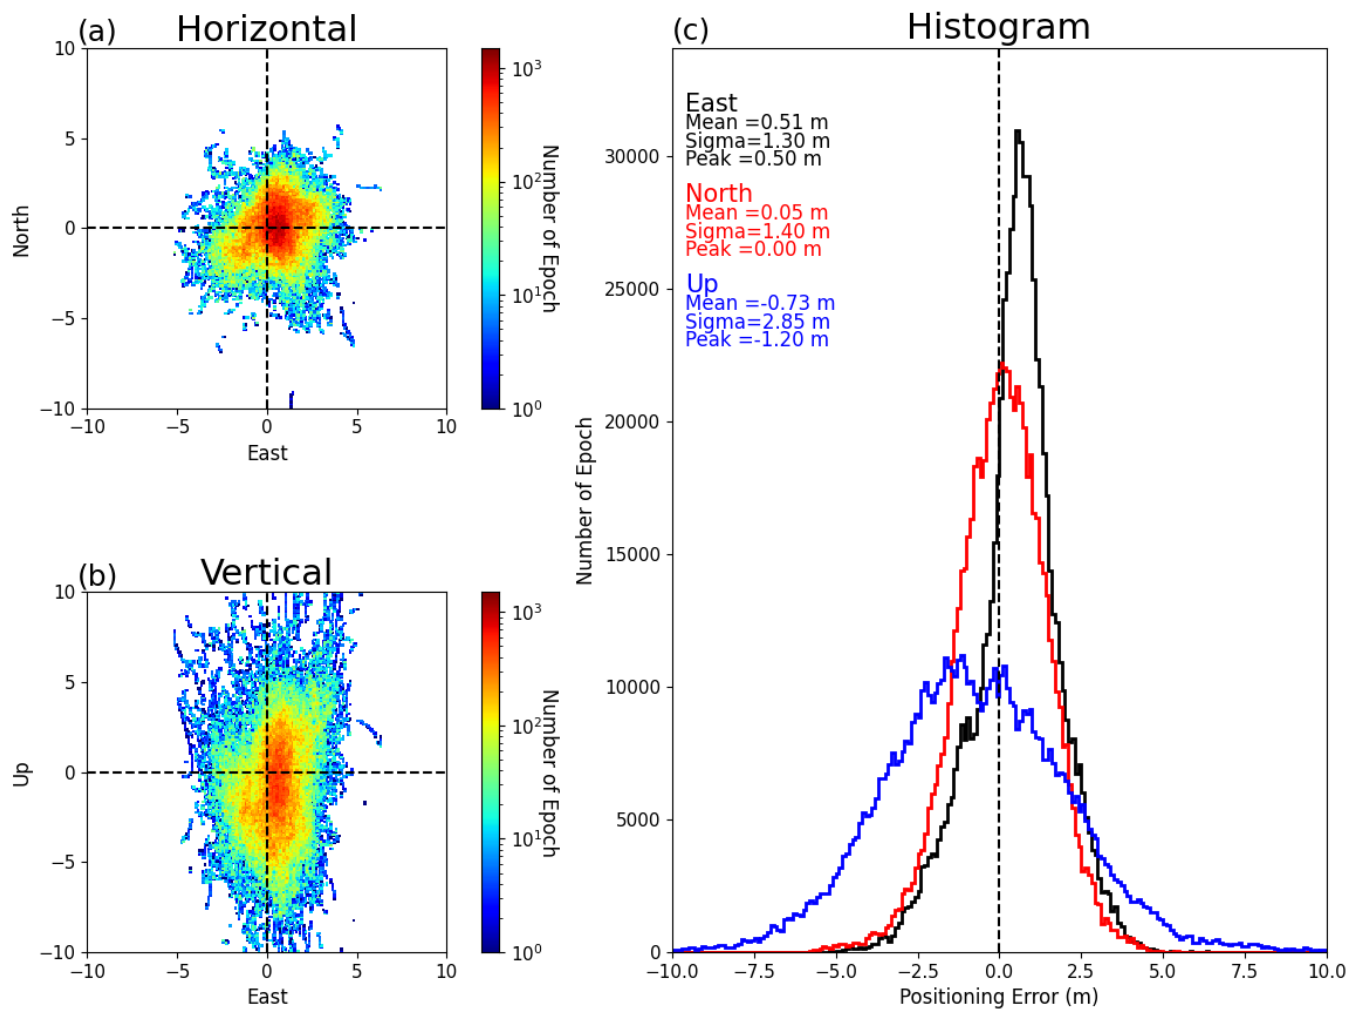 (a) Horizontal
10
5
0
−5
−10
−10 −5 0 5 10
North
East
10³
10²
10¹
10⁰
Number of Epoch
(b) Vertical
10
5
0
−5
−10
−10 −5 0 5 10
Up
East
10³
10²
10¹
10⁰
Number of Epoch
(c) Histogram
East
Mean =0.51 m
Sigma=1.30 m
Peak =0.50 m
North
Mean =0.05 m
Sigma=1.40 m
Peak =0.00 m
Up
Mean =-0.73 m
Sigma=2.85 m
Peak =-1.20 m
30000
25000
20000
15000
10000
5000
0
Number of Epoch
−10.0 −7.5 −5.0 −2.5 0.0 2.5 5.0 7.5 10.0
Positioning Error (m)